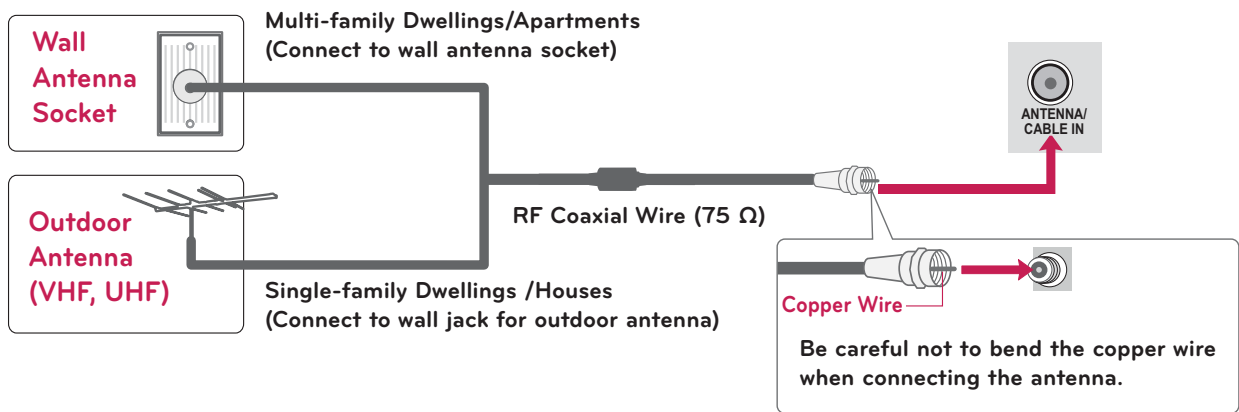 Wall
Antenna
Socket
Multi-family Dwellings/Apartments
(Connect to wall antenna socket)
ANTENNA/
CABLE IN
Outdoor
Antenna
(VHF, UHF)
RF Coaxial Wire (75 Ω)
Single-family Dwellings /Houses
(Connect to wall jack for outdoor antenna)
Copper Wire
Be careful not to bend the copper wire
when connecting the antenna.